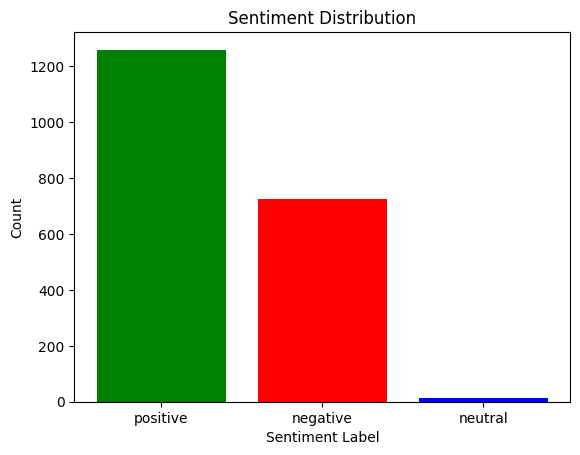 Sentiment Distribution
1200
1000
800
600
400
200
0
Count
positive negative neutral
Sentiment Label